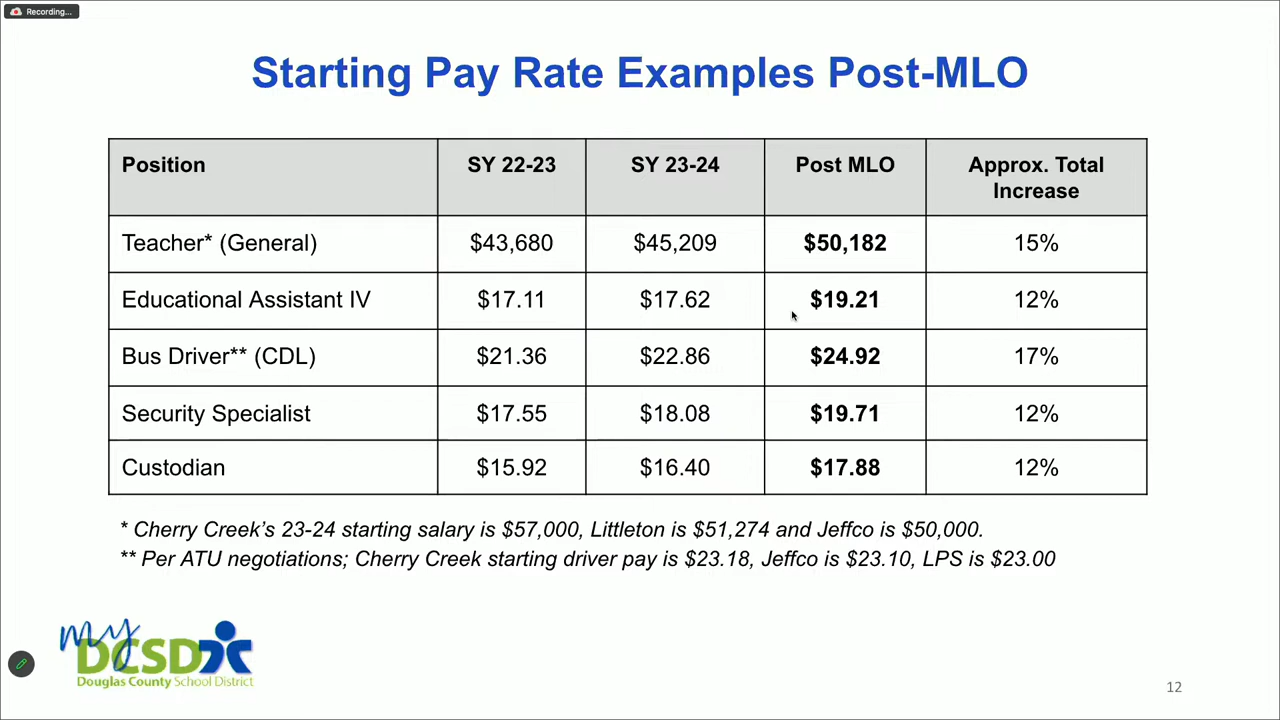 Recording...
Starting Pay Rate Examples Post-MLO
Position SY 22-23 SY 23-24 Post MLO Approx. Total
Increase
Teacher* (General) $43,680 $45,209 $50,182 15%
Educational Assistant IV $17.11 $17.62 $19.21 12%
Bus Driver** (CDL) $21.36 $22.86 $24.92 17%
Security Specialist $17.55 $18.08 $19.71 12%
Custodian $15.92 $16.40 $17.88 12%
* Cherry Creek's 23-24 starting salary is $57,000, Littleton is $51,274 and Jeffco is $50,000.
** Per ATU negotiations; Cherry Creek starting driver pay is $23.18, Jeffco is $23.10, LPS is $23.00
my
DCSD
Douglas County School District
12